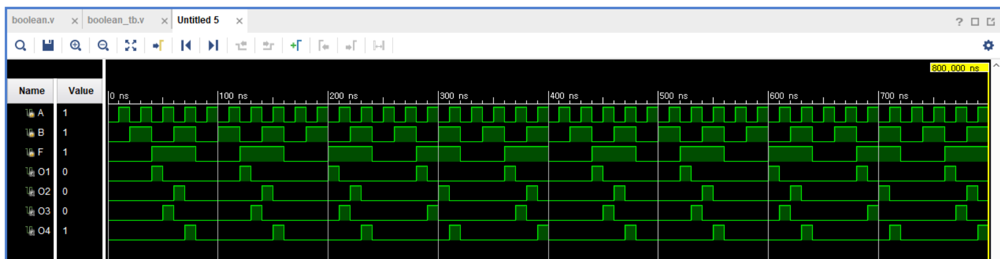 boolean.v × boolean_tb.v × Untitled 5 ×
800,000 ns
Name Value
0 ns 100 ns 200 ns 300 ns 400 ns 500 ns 600 ns 700 ns
A 1
B 1
F 1
O1 0
O2 0
O3 0
O4 1